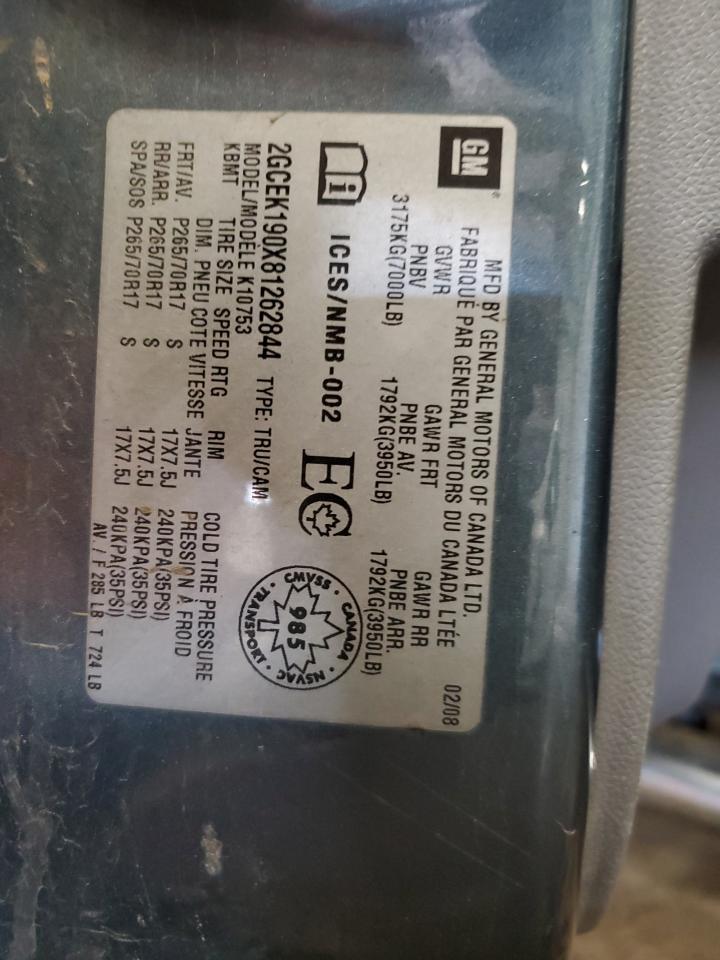 GM
MFD BY GENERAL MOTORS OF CANADA LTD. 02/08
FABRIQUÉ PAR GENERAL MOTORS DU CANADA LTÉE
GVWR GAWR FRT GAWR RR
PNBV PNBE AV. PNBE ARR.
3175KG(7000LB) 1792KG(3950LB) 1792KG(3950LB)
ICES/NMB-002 EC
CANADA · NSVAC · TRANSPORT · CMVSS ·
985
2GCEK190X81262844 TYPE: TRU/CAM
MODEL/MODÈLE K10753
KBMT TIRE SIZE SPEED RTG RIM COLD TIRE PRESSURE
DIM. PNEU COTE VITESSE JANTE PRESSION À FROID
FRT/AV. P265/70R17 S 17X7.5J 240KPA(35PSI)
RR/ARR. P265/70R17 S 17X7.5J 240KPA(35PSI)
SPA/SOS P265/70R17 S 17X7.5J 240KPA(35PSI)
AV. / F 285 LB T 724 LB